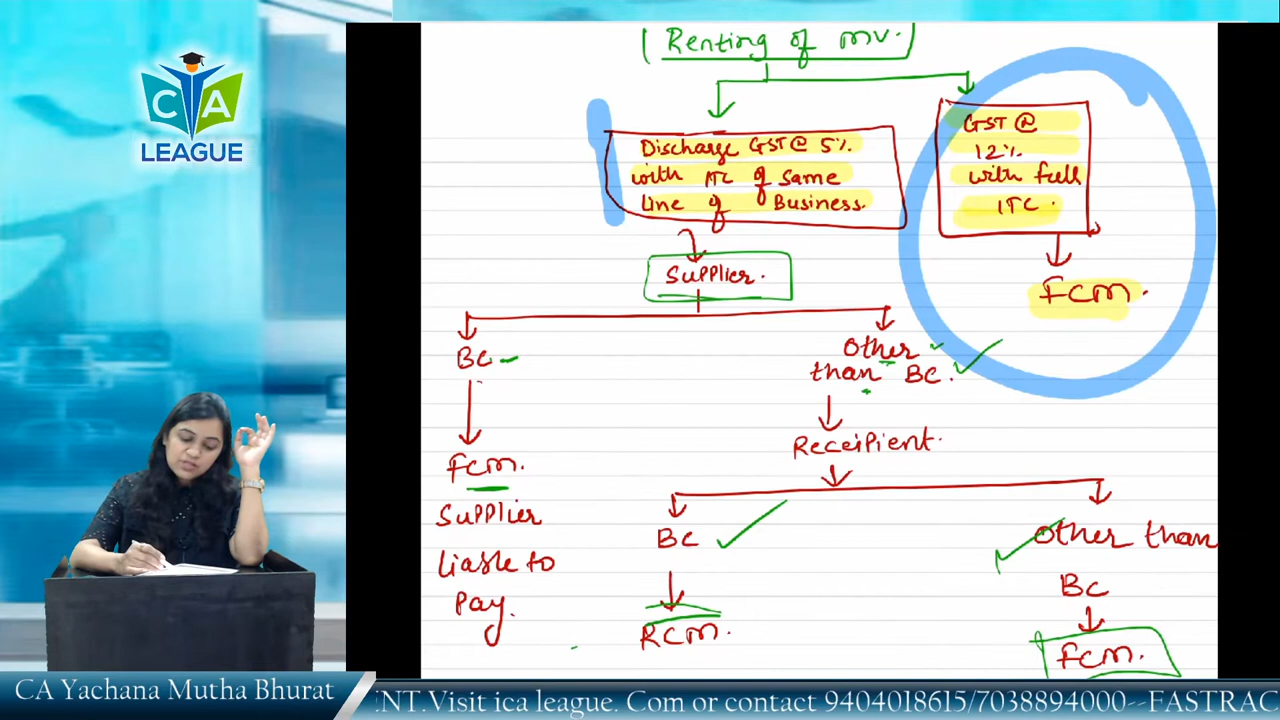 CA
LEAGUE
Renting of mv.
Discharge GST @ 5%
with ITC of Same
Line of Business.
GST @
12%
with full
ITC.
FCM.
Supplier.
BC
Other
than BC.
FCM.
Supplier
liable to
Pay.
Receipient.
BC
RCM.
Other than
BC
FCM.
CA Yachana Mutha Bhurat
NT.Visit ica league. Com or contact 9404018615/7038894000--FASTRAC